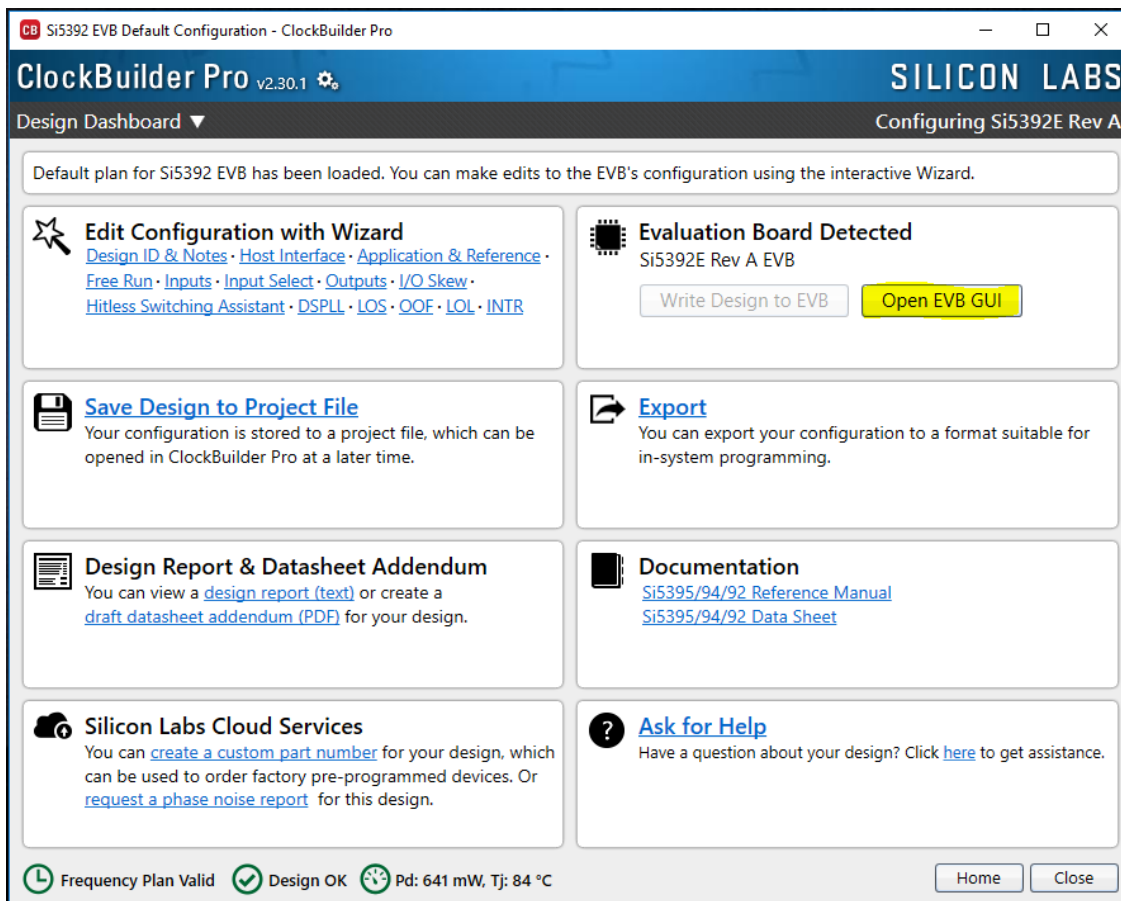 CB Si5392 EVB Default Configuration - ClockBuilder Pro
ClockBuilder Pro v2.30.1
SILICON LABS
Design Dashboard ▼
Configuring Si5392E Rev A
Default plan for Si5392 EVB has been loaded. You can make edits to the EVB's configuration using the interactive Wizard.
Edit Configuration with Wizard
Design ID & Notes · Host Interface · Application & Reference ·
Free Run · Inputs · Input Select · Outputs · I/O Skew ·
Hitless Switching Assistant · DSPLL · LOS · OOF · LOL · INTR
Evaluation Board Detected
Si5392E Rev A EVB
Write Design to EVB
Open EVB GUI
Save Design to Project File
Your configuration is stored to a project file, which can be
opened in ClockBuilder Pro at a later time.
Export
You can export your configuration to a format suitable for
in-system programming.
Design Report & Datasheet Addendum
You can view a design report (text) or create a
draft datasheet addendum (PDF) for your design.
Documentation
Si5395/94/92 Reference Manual
Si5395/94/92 Data Sheet
Silicon Labs Cloud Services
You can create a custom part number for your design, which
can be used to order factory pre-programmed devices. Or
request a phase noise report for this design.
? Ask for Help
Have a question about your design? Click here to get assistance.
Frequency Plan Valid
Design OK
Pd: 641 mW, Tj: 84 °C
Home
Close